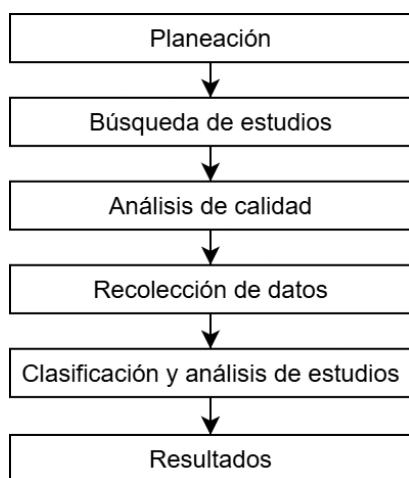 Planeación
Búsqueda de estudios
Análisis de calidad
Recolección de datos
Clasificación y análisis de estudios
Resultados